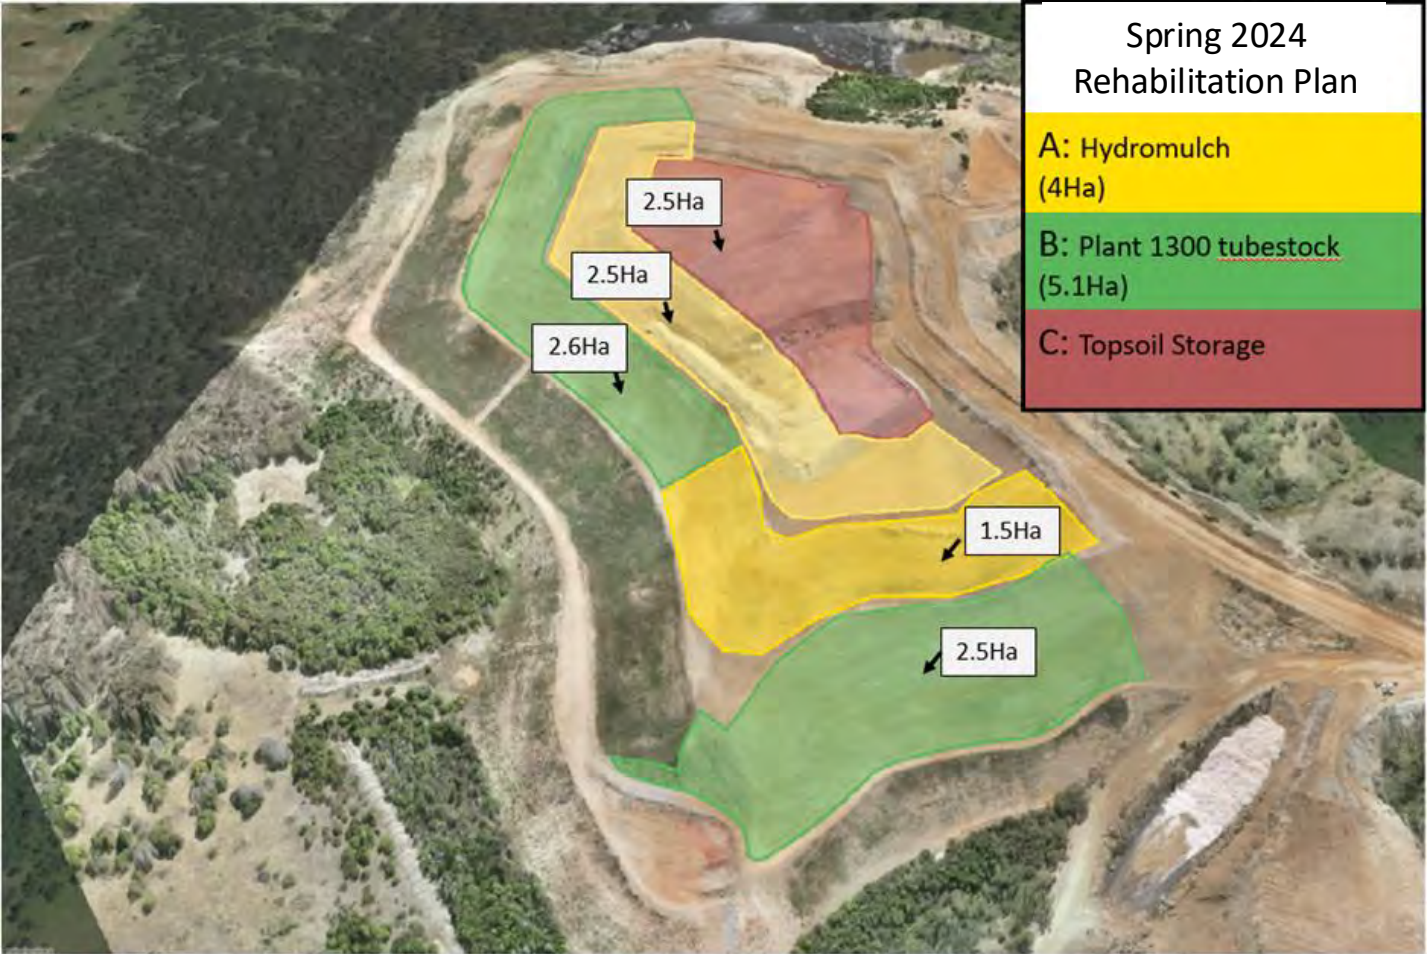 Spring 2024
Rehabilitation Plan
A: Hydromulch
(4Ha)
B: Plant 1300 tubestock
(5.1Ha)
C: Topsoil Storage
2.5Ha
2.5Ha
2.6Ha
1.5Ha
2.5Ha